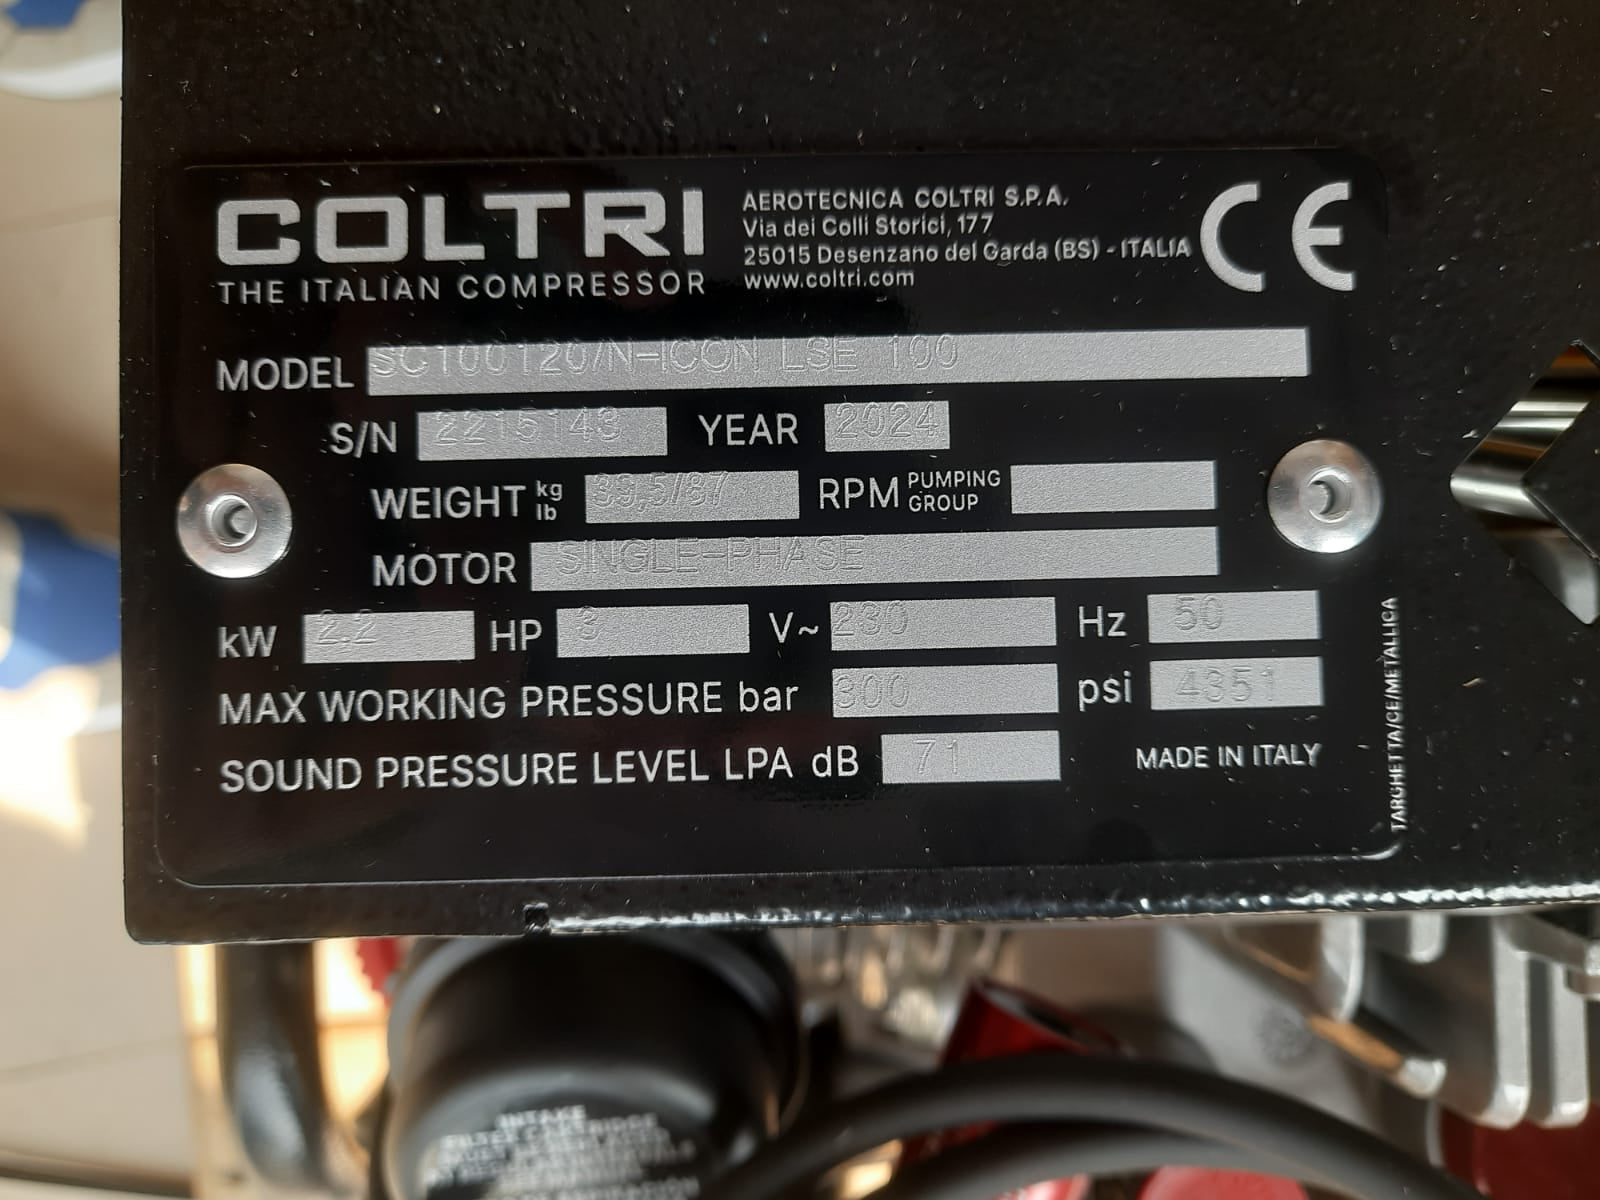 COLTRI
THE ITALIAN COMPRESSOR
AEROTECNICA COLTRI S.P.A.
Via dei Colli Storici, 177
25015 Desenzano del Garda (BS) - ITALIA
www.coltri.com
CE
MODEL SC100120/N-ICON LSE 100
S/N 2215143 YEAR 2024
WEIGHT kg lb 39,5/87 RPM PUMPING GROUP
MOTOR SINGLE-PHASE
kW 2.2 HP 3 V~ 230 Hz 50
MAX WORKING PRESSURE bar 300 psi 4351
SOUND PRESSURE LEVEL LPA dB 71 MADE IN ITALY
TARGHETTA/CE/METALLICA
INTAKE
FILTER CARTRIDGE